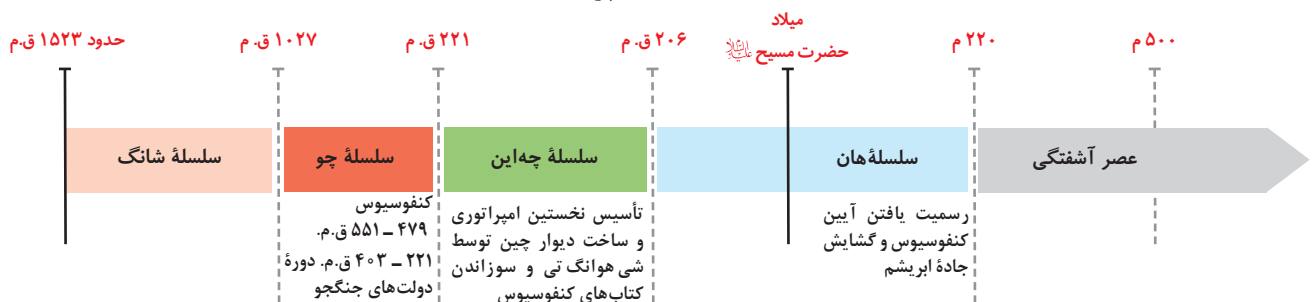 میلاد
حضرت مسیح علیه‌السلام
حدود ۱۵۲۳ ق.م
۱۰۲۷ ق. م
۲۲۱ ق. م
۲۰۶ ق. م
۲۲۰ م
۵۰۰ م
سلسلهٔ شانگ
سلسلهٔ چو
سلسلهٔ چه‌این
سلسلهٔ هان
عصر آشفتگی
کنفوسیوس
۴۷۹ – ۵۵۱ ق.م.
۲۲۱ – ۴۰۳ ق.م. دورهٔ
دولت‌های جنگجو
تأسیس نخستین امپراتوری
و ساخت دیوار چین توسط
شی هوانگ تی و سوزاندن
کتاب‌های کنفوسیوس
رسمیت یافتن آیین
کنفوسیوس و گشایش
جادهٔ ابریشم